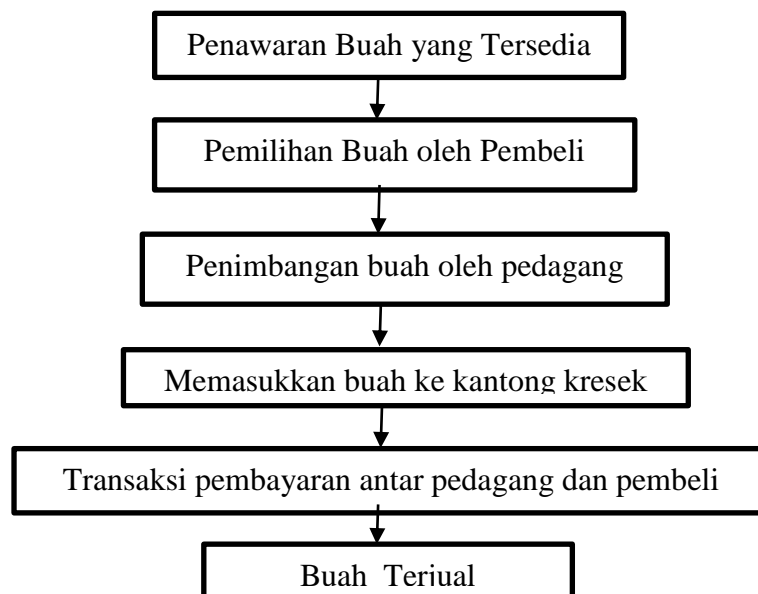 Penawaran Buah yang Tersedia
Pemilihan Buah oleh Pembeli
Penimbangan buah oleh pedagang
Memasukkan buah ke kantong kresek
Transaksi pembayaran antar pedagang dan pembeli
Buah Terjual